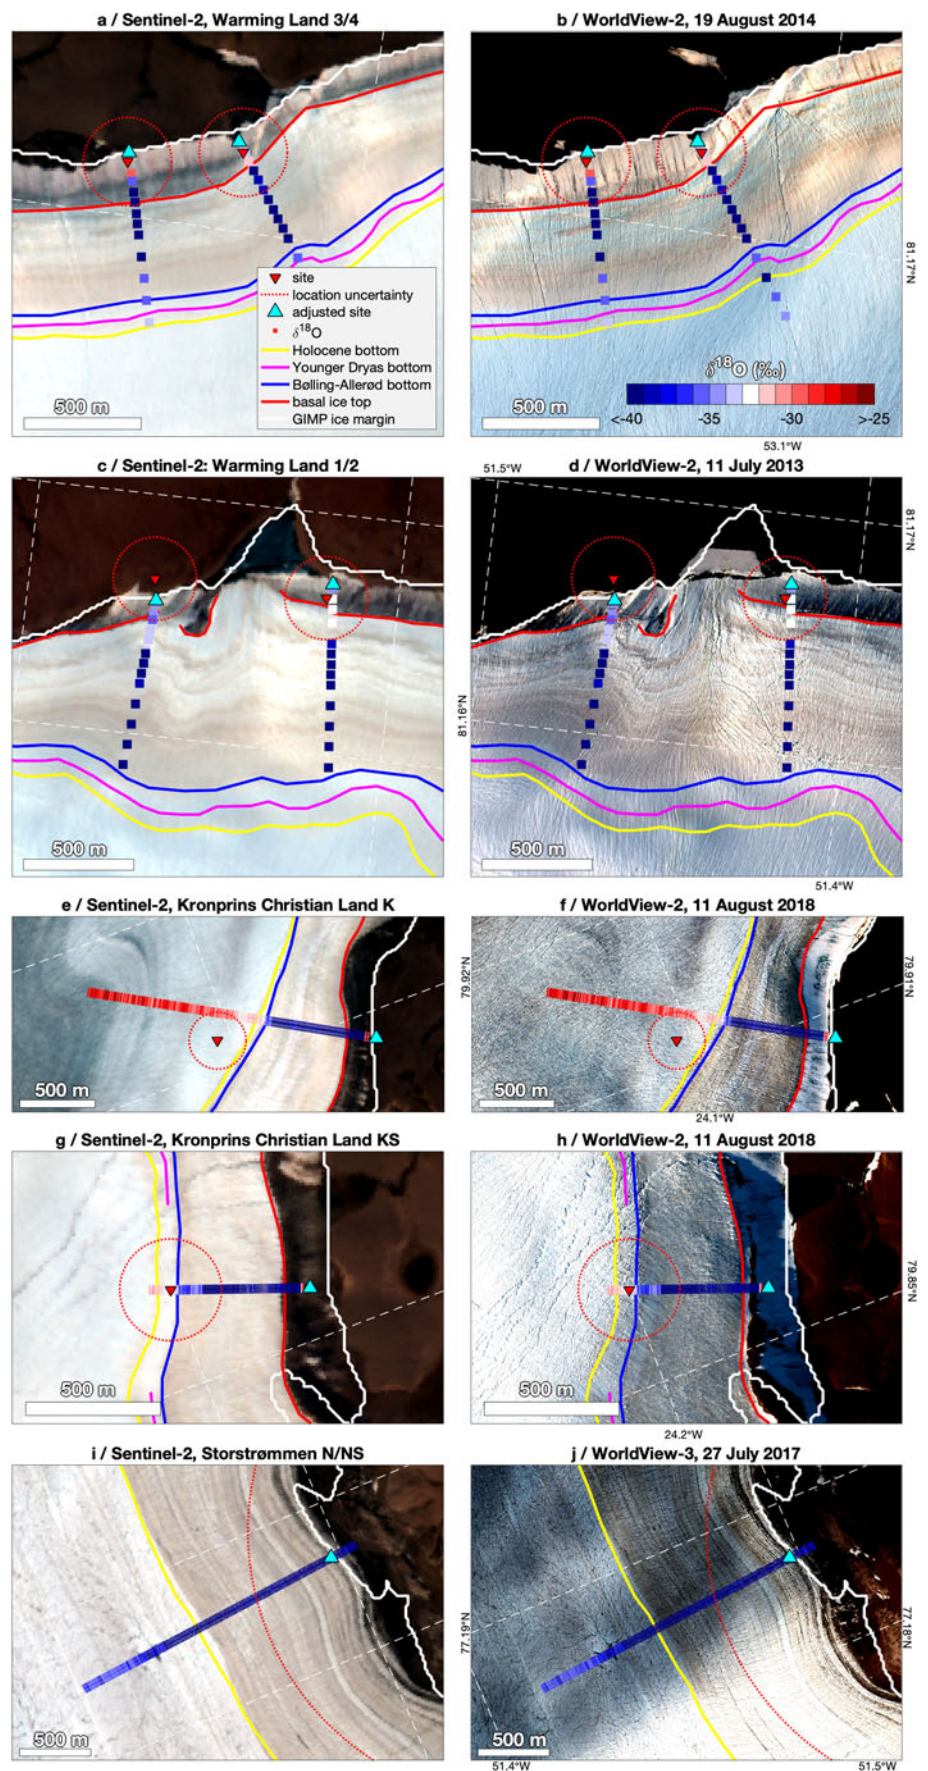 a / Sentinel-2, Warming Land 3/4
b / WorldView-2, 19 August 2014
site
location uncertainty
adjusted site
δ18O
Holocene bottom
Younger Dryas bottom
Bølling-Allerød bottom
basal ice top
GIMP ice margin
500 m
81.17°N
δ18O (‰)
<-40 -35 -30 >-25
500 m
53.1°W
c / Sentinel-2: Warming Land 1/2
51.5°W
d / WorldView-2, 11 July 2013
81.17°N
81.16°N
500 m
500 m
51.4°W
e / Sentinel-2, Kronprins Christian Land K
f / WorldView-2, 11 August 2018
79.92°N
79.91°N
500 m
500 m
24.1°W
g / Sentinel-2, Kronprins Christian Land KS
h / WorldView-2, 11 August 2018
79.85°N
500 m
500 m
24.2°W
i / Sentinel-2, Storstrømmen N/NS
j / WorldView-3, 27 July 2017
77.19°N
77.18°N
500 m
500 m
51.4°W
51.5°W